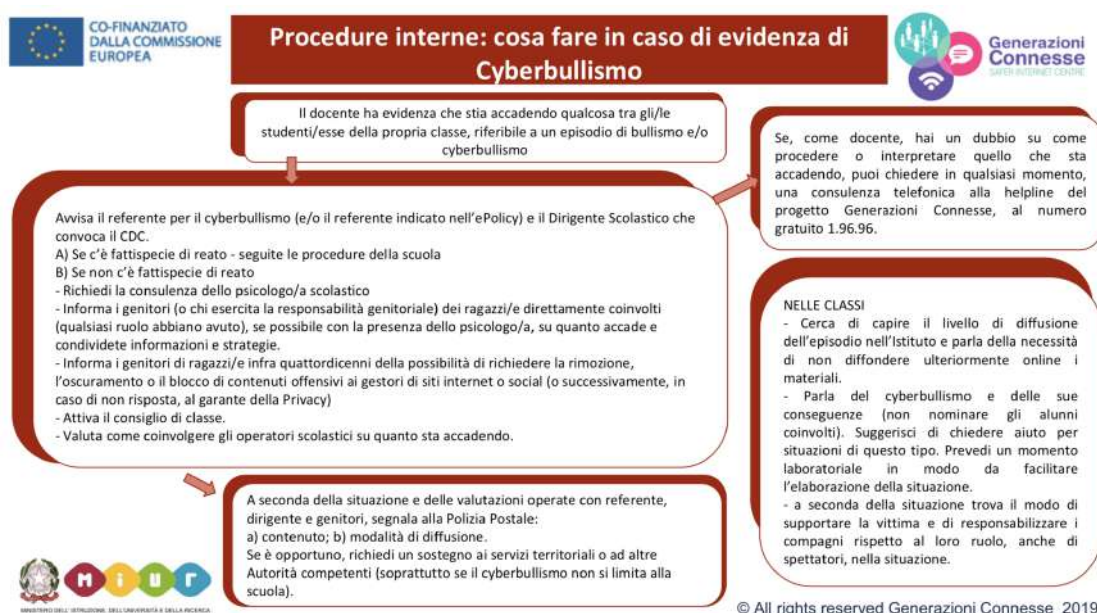 CO-FINANZIATO
DALLA COMMISSIONE
EUROPEA
Procedure interne: cosa fare in caso di evidenza di
Cyberbullismo
Generazioni
Connesse
SAFER INTERNET CENTRE
Il docente ha evidenza che stia accadendo qualcosa tra gli/le
studenti/esse della propria classe, riferibile a un episodio di bullismo e/o
cyberbullismo
Se, come docente, hai un dubbio su come
procedere o interpretare quello che sta
accadendo, puoi chiedere in qualsiasi momento,
una consulenza telefonica alla helpline del
progetto Generazioni Connesse, al numero
gratuito 1.96.96.
Avvisa il referente per il cyberbullismo (e/o il referente indicato nell'ePolicy) e il Dirigente Scolastico che
convoca il CDC.
A) Se c'è fattispecie di reato - seguite le procedure della scuola
B) Se non c'è fattispecie di reato
- Richiedi la consulenza dello psicologo/a scolastico
- Informa i genitori (o chi esercita la responsabilità genitoriale) dei ragazzi/e direttamente coinvolti
(qualsiasi ruolo abbiano avuto), se possibile con la presenza dello psicologo/a, su quanto accade e
condividete informazioni e strategie.
- Informa i genitori di ragazzi/e infra quattordicenni della possibilità di richiedere la rimozione,
l'oscuramento o il blocco di contenuti offensivi ai gestori di siti internet o social (o successivamente, in
caso di non risposta, al garante della Privacy)
- Attiva il consiglio di classe.
- Valuta come coinvolgere gli operatori scolastici su quanto sta accadendo.
NELLE CLASSI
- Cerca di capire il livello di diffusione
dell'episodio nell'Istituto e parla della necessità
di non diffondere ulteriormente online i
materiali.
- Parla del cyberbullismo e delle sue
conseguenze (non nominare gli alunni
coinvolti). Suggerisci di chiedere aiuto per
situazioni di questo tipo. Prevedi un momento
laboratoriale in modo da facilitare
l'elaborazione della situazione.
- a seconda della situazione trova il modo di
supportare la vittima e di responsabilizzare i
compagni rispetto al loro ruolo, anche di
spettatori, nella situazione.
A seconda della situazione e delle valutazioni operate con referente,
dirigente e genitori, segnala alla Polizia Postale:
a) contenuto; b) modalità di diffusione.
Se è opportuno, richiedi un sostegno ai servizi territoriali o ad altre
Autorità competenti (soprattutto se il cyberbullismo non si limita alla
scuola).
miur
MINISTERO DELL' ISTRUZIONE, DELL'UNIVERSITÀ E DELLA RICERCA
© All rights reserved Generazioni Connesse 2019